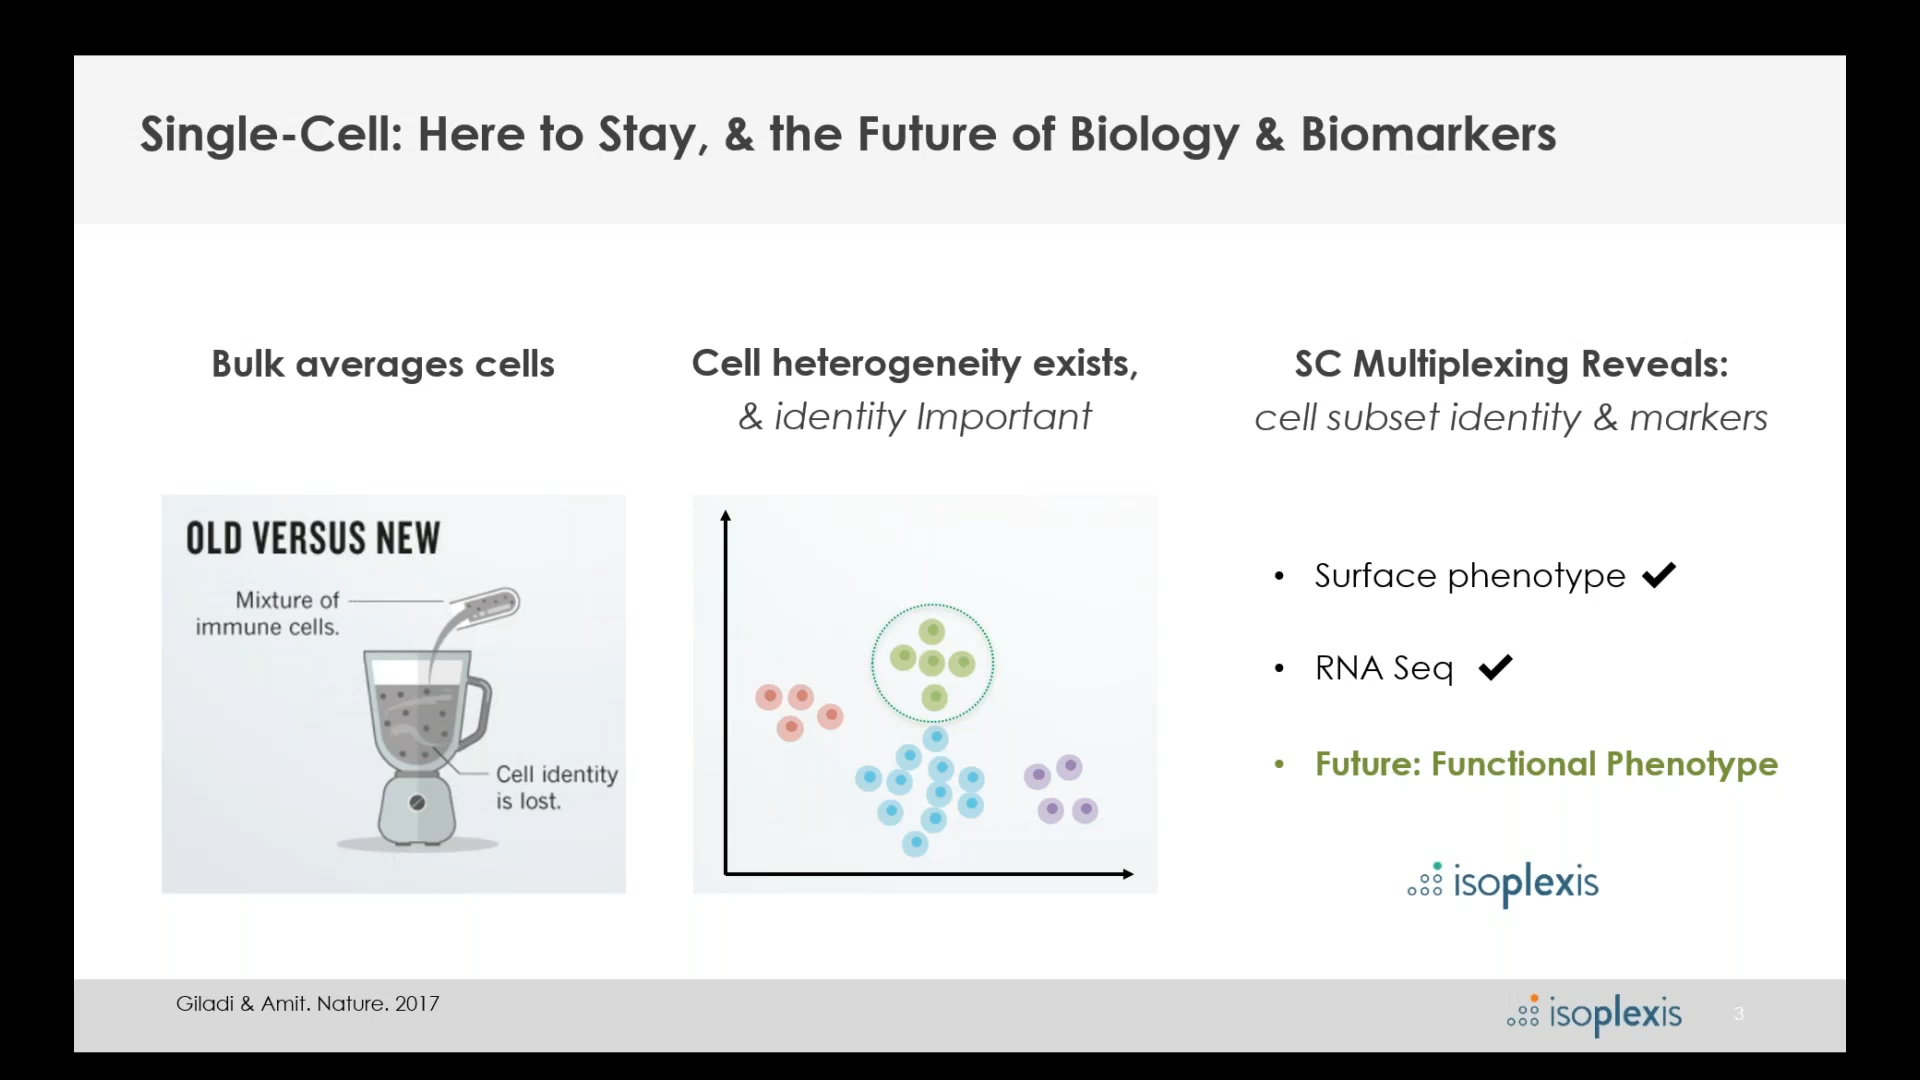 Single-Cell: Here to Stay, & the Future of Biology & Biomarkers
Bulk averages cells
Cell heterogeneity exists,
& identity Important
SC Multiplexing Reveals:
cell subset identity & markers
OLD VERSUS NEW
Mixture of
immune cells.
Cell identity
is lost.
• Surface phenotype ✔
• RNA Seq ✔
• Future: Functional Phenotype
isoplexis
Giladi & Amit. Nature. 2017
isoplexis
3